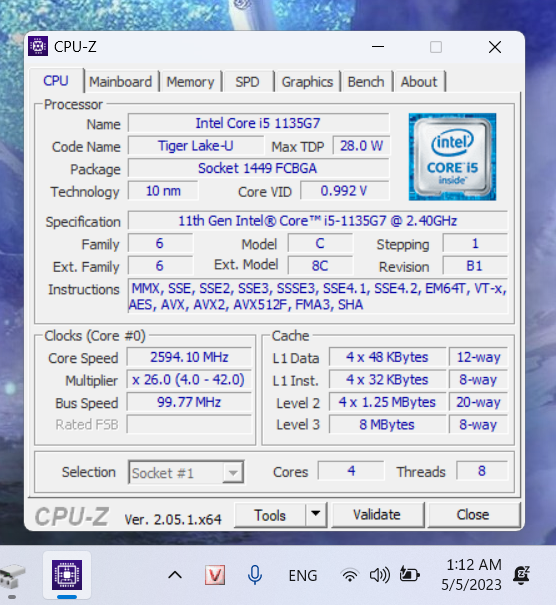 CPU-Z
CPU Mainboard Memory SPD Graphics Bench About
Processor
Name Intel Core i5 1135G7
Code Name Tiger Lake-U Max TDP 28.0 W
Package Socket 1449 FCBGA
Technology 10 nm Core VID 0.992 V
intel
CORE i5
inside™
Specification 11th Gen Intel® Core™ i5-1135G7 @ 2.40GHz
Family 6 Model C Stepping 1
Ext. Family 6 Ext. Model 8C Revision B1
Instructions MMX, SSE, SSE2, SSE3, SSSE3, SSE4.1, SSE4.2, EM64T, VT-x,
AES, AVX, AVX2, AVX512F, FMA3, SHA
Clocks (Core #0)
Core Speed 2594.10 MHz
Multiplier x 26.0 (4.0 - 42.0)
Bus Speed 99.77 MHz
Rated FSB
Cache
L1 Data 4 x 48 KBytes 12-way
L1 Inst. 4 x 32 KBytes 8-way
Level 2 4 x 1.25 MBytes 20-way
Level 3 8 MBytes 8-way
Selection Socket #1 Cores 4 Threads 8
CPU-Z Ver. 2.05.1.x64 Tools Validate Close
V ENG 1:12 AM
5/5/2023